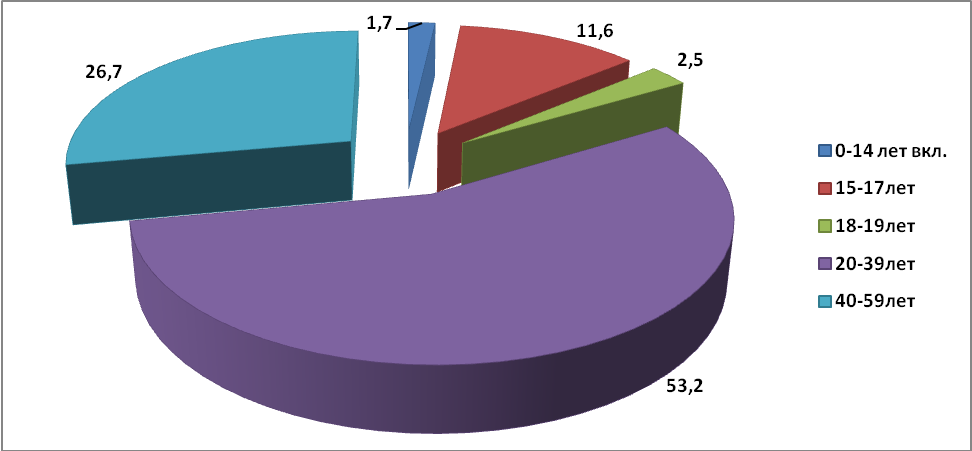 1,7
11,6
2,5
26,7
53,2
0-14 лет вкл.
15-17лет
18-19лет
20-39лет
40-59лет